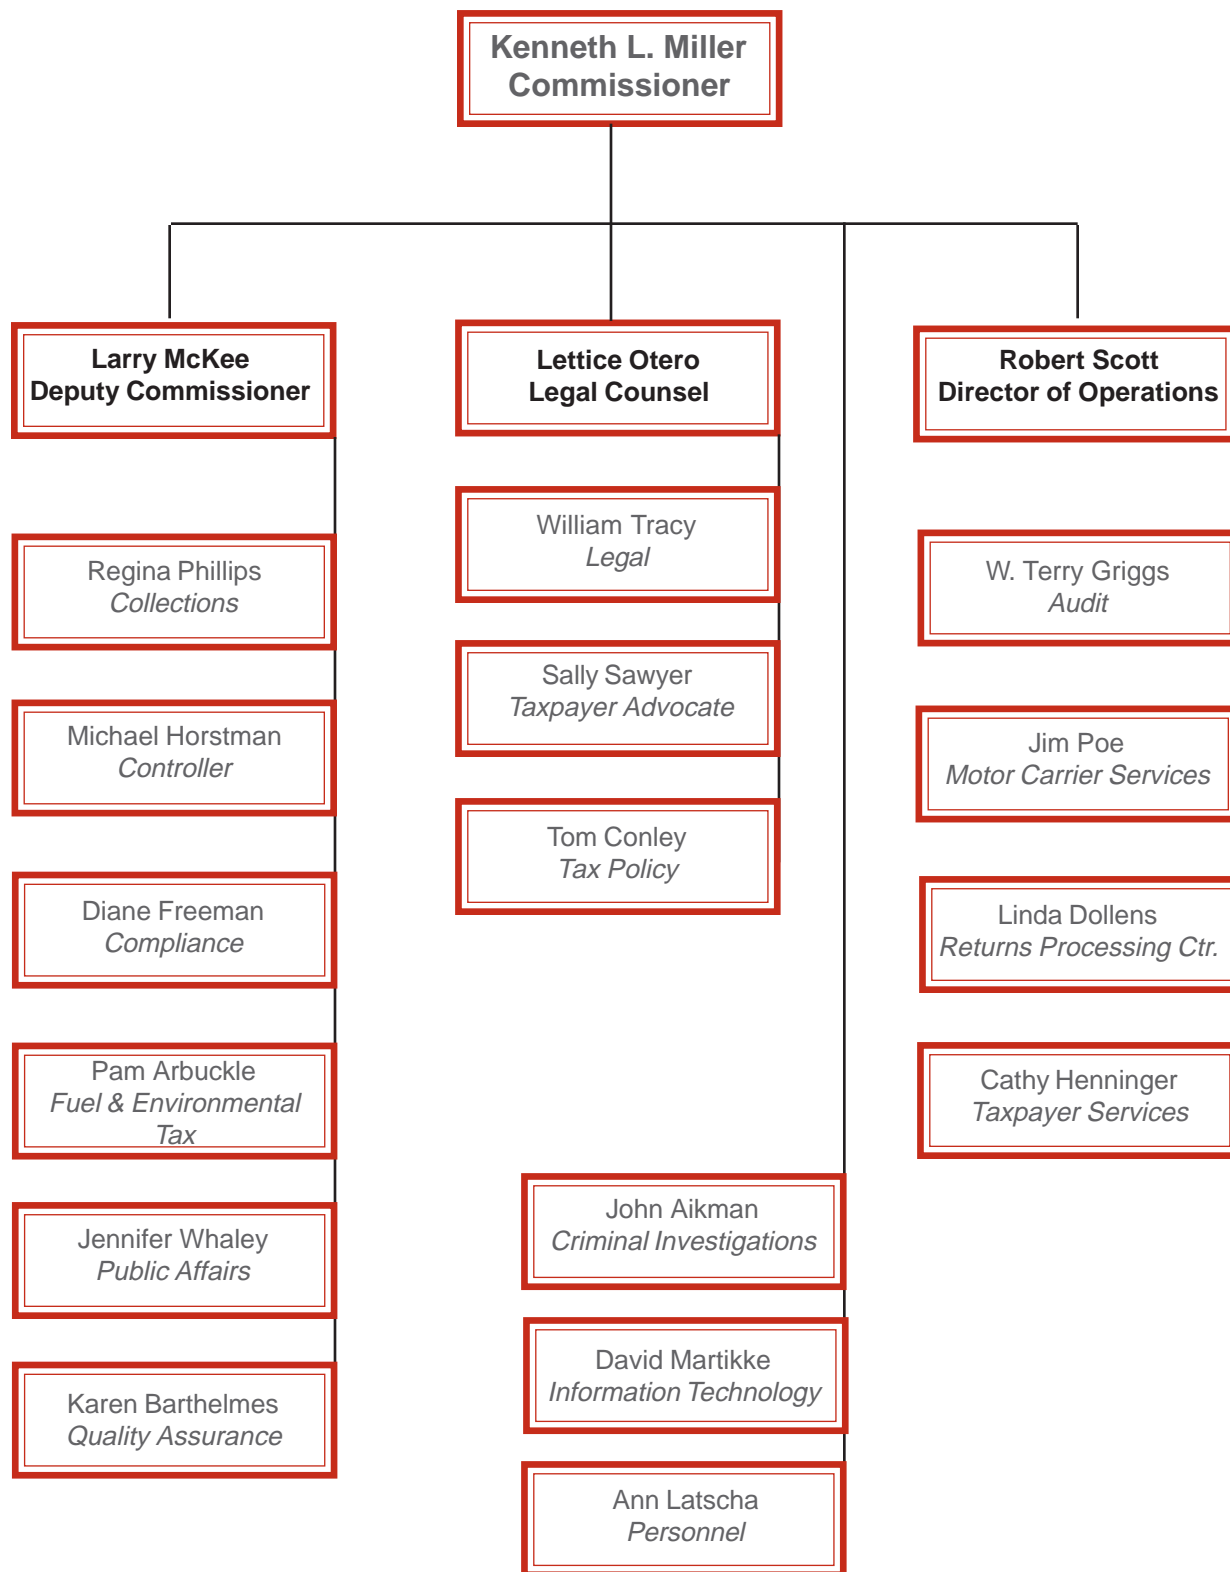 Kenneth L. Miller
Commissioner
Larry McKee
Deputy Commissioner
Regina Phillips
Collections
Michael Horstman
Controller
Diane Freeman
Compliance
Pam Arbuckle
Fuel & Environmental
Tax
Jennifer Whaley
Public Affairs
Karen Barthelmes
Quality Assurance
Lettice Otero
Legal Counsel
William Tracy
Legal
Sally Sawyer
Taxpayer Advocate
Tom Conley
Tax Policy
John Aikman
Criminal Investigations
David Martikke
Information Technology
Ann Latscha
Personnel
Robert Scott
Director of Operations
W. Terry Griggs
Audit
Jim Poe
Motor Carrier Services
Linda Dollens
Returns Processing Ctr.
Cathy Henninger
Taxpayer Services